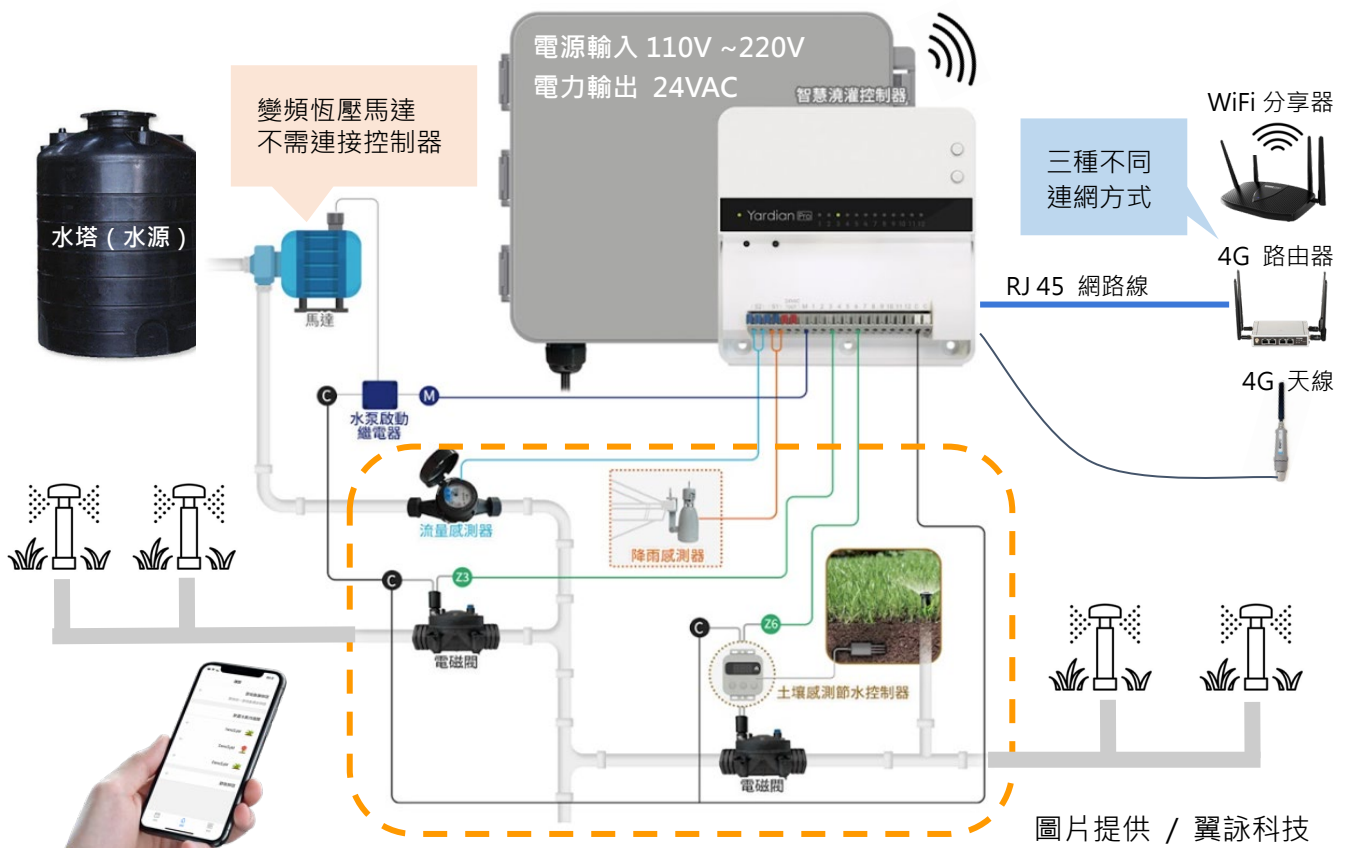 電源輸入 110V ~220V
電力輸出 24VAC
智慧澆灌控制器
變頻恆壓馬達
不需連接控制器
WiFi 分享器
三種不同
連網方式
水塔（水源）
Yardian Pro
4G 路由器
RJ 45 網路線
馬達
4G 天線
C
M
水泵啟動
繼電器
流量感測器
降雨感測器
C
Z3
C
Z6
電磁閥
土壤感測節水控制器
電磁閥
圖片提供 / 翼詠科技